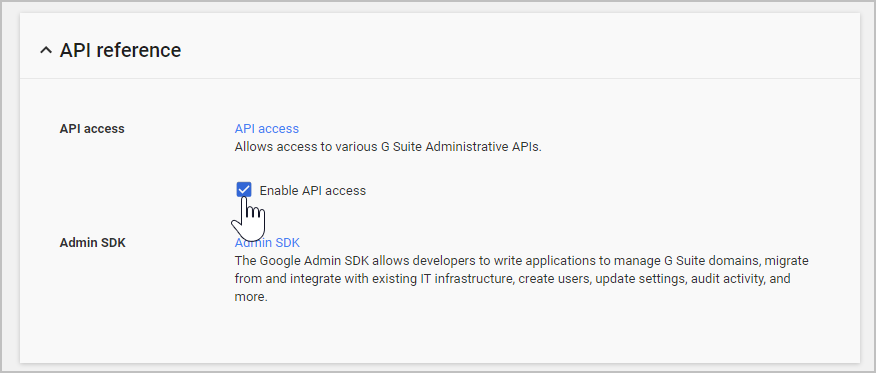 API reference
API access
API access
Allows access to various G Suite Administrative APIs.
Enable API access
Admin SDK
Admin SDK
The Google Admin SDK allows developers to write applications to manage G Suite domains, migrate
from and integrate with existing IT infrastructure, create users, update settings, audit activity, and
more.